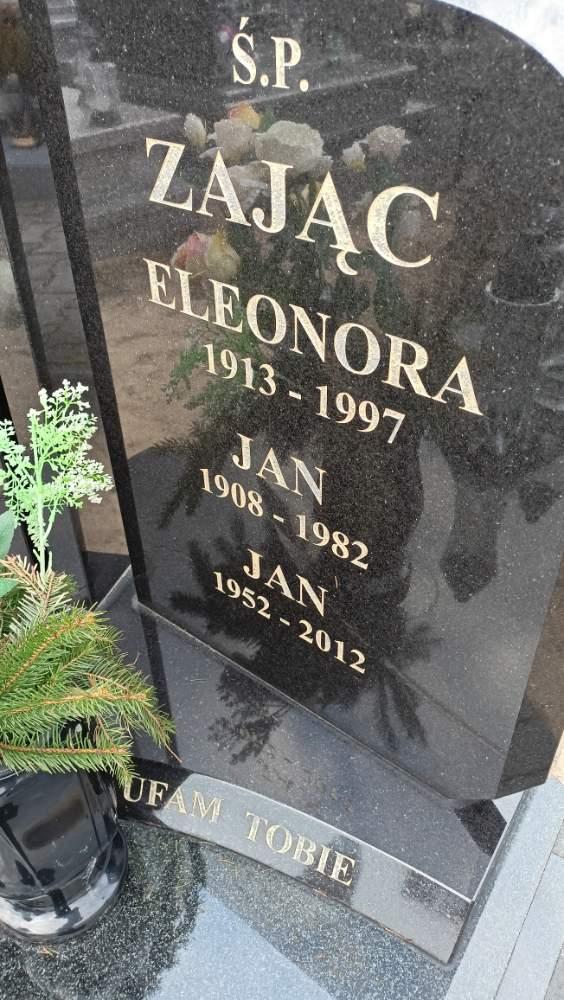 Ś.P.
ZAJĄC
ELEONORA
1913 - 1997
JAN
1908 - 1982
JAN
1952 - 2012
UFAM TOBIE